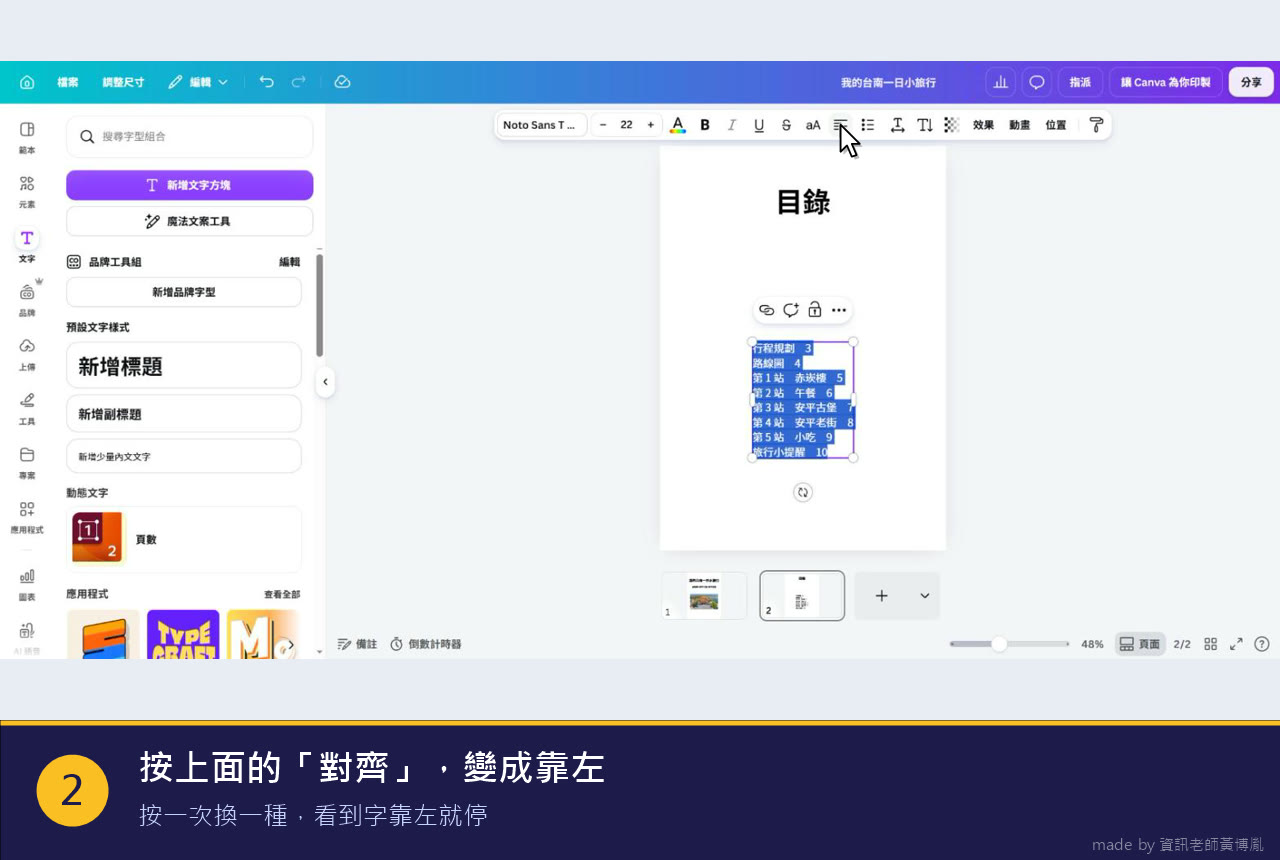 檔案 調整尺寸 編輯 我的台南一日小旅行 指派 讓 Canva 為你印製 分享
Noto Sans T ... – 22 + A B I U S aA 效果 動畫 位置
範本
元素
文字
品牌
上傳
工具
專案
應用程式
圖表
AI 語音
搜尋字型組合
新增文字方塊
魔法文案工具
品牌工具組 編輯
新增品牌字型
預設文字樣式
新增標題
新增副標題
新增少量內文文字
動態文字
1 2 頁數
應用程式 查看全部
TYPE
CRAFT
目錄
行程規劃 3
路線圖 4
第 1 站 赤崁樓 5
第 2 站 午餐 6
第 3 站 安平古堡 7
第 4 站 安平老街 8
第 5 站 小吃 9
旅行小提醒 10
1 2
備註 倒數計時器 48% 頁面 2/2
2
按上面的「對齊」，變成靠左
按一次換一種，看到字靠左就停
made by 資訊老師黃博胤